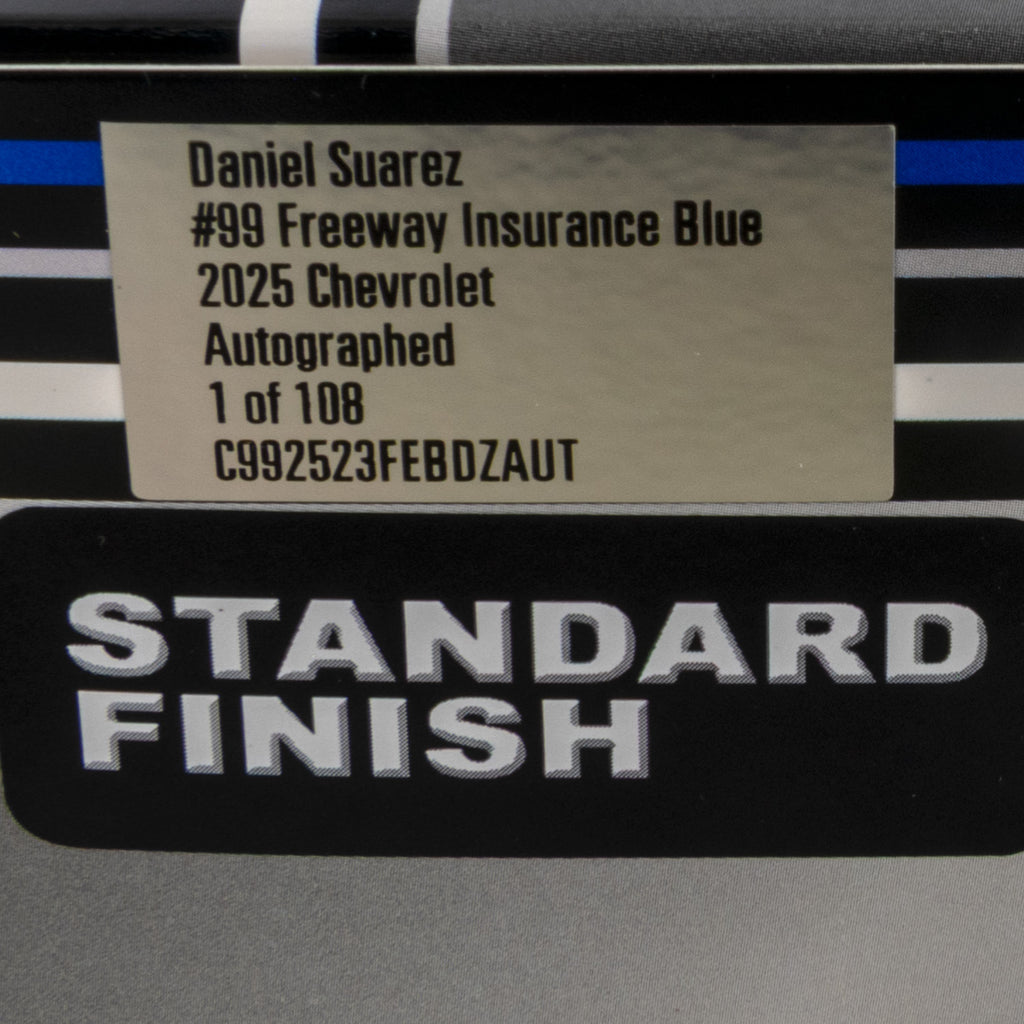 Daniel Suarez
#99 Freeway Insurance Blue
2025 Chevrolet
Autographed
1 of 108
C992523FEBDZAUT
STANDARD
FINISH